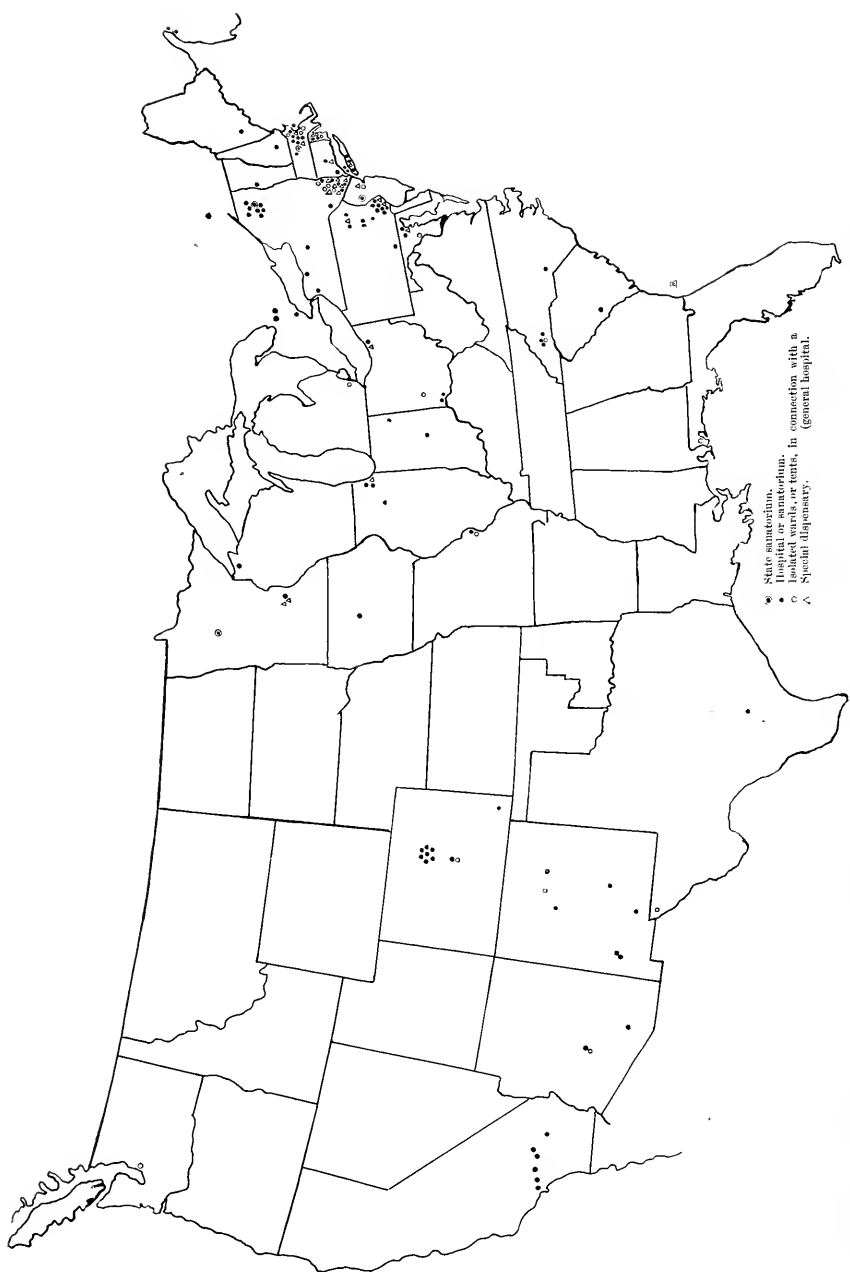 State sanatorium.
Hospital or sanatorium.
Isolated wards, or tents, in connection with a
Special dispensary. (general hospital.